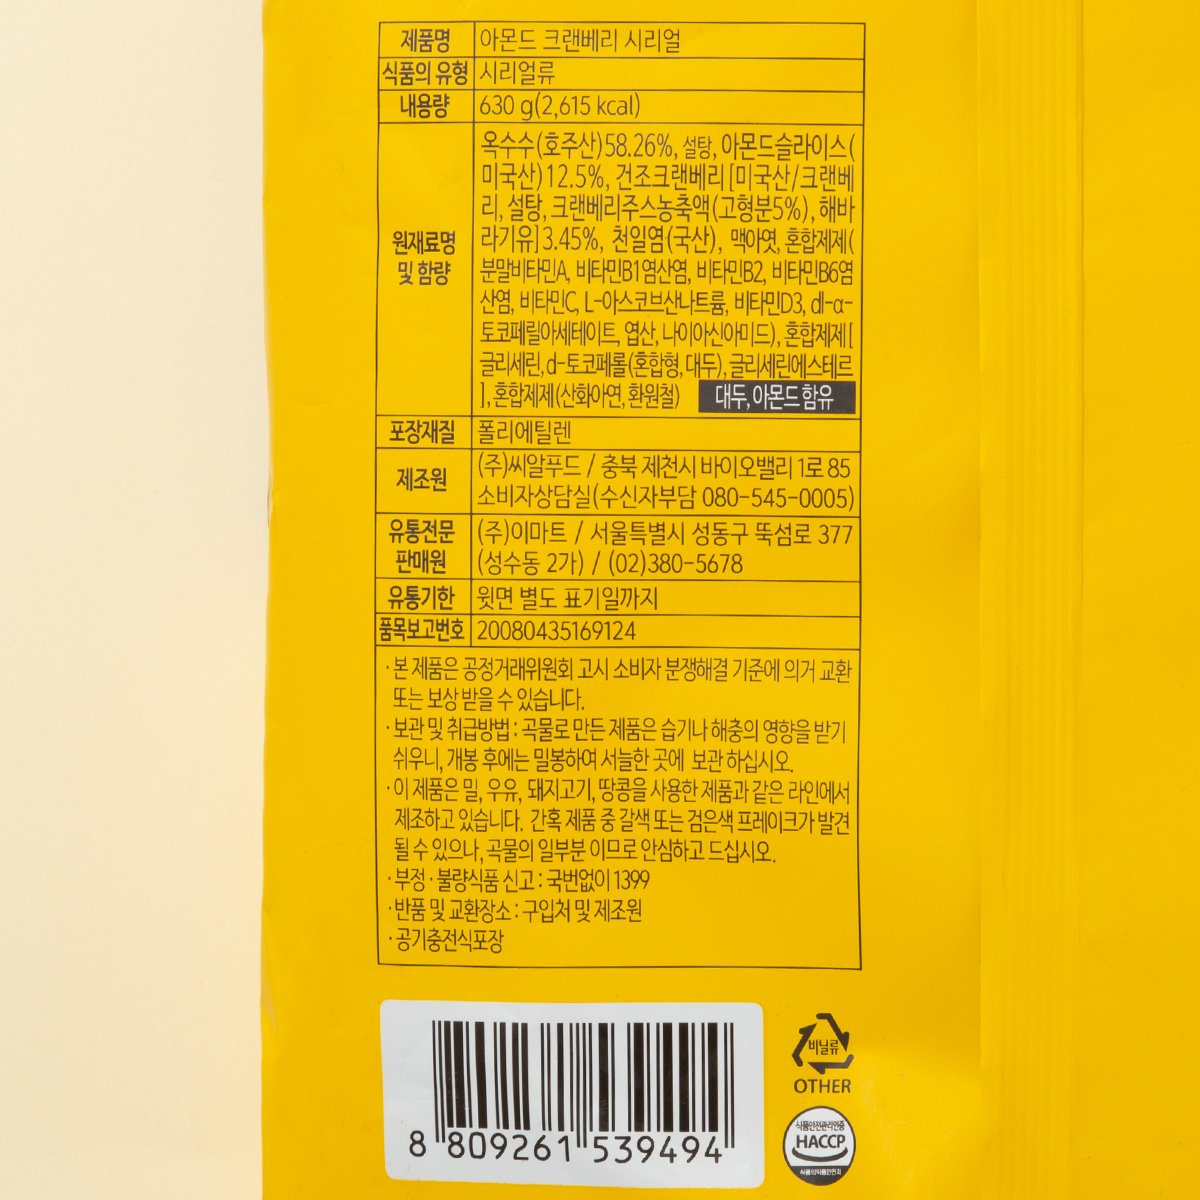 제품명 아몬드 크랜베리 시리얼
식품의 유형 시리얼류
내용량 630 g(2,615 kcal)
원재료명 및 함량
옥수수(호주산)58.26%, 설탕, 아몬드슬라이스(
미국산)12.5%, 건조크랜베리[미국산/크랜베
리, 설탕, 크랜베리주스농축액(고형분5%), 해바
라기유]3.45%, 천일염(국산), 맥아엿, 혼합제제(
분말비타민A, 비타민B1염산염, 비타민B2, 비타민B6염
산염, 비타민C, L-아스코브산나트륨, 비타민D3, dl-α-
토코페릴아세테이트, 엽산, 나이아신아미드), 혼합제제[
글리세린, d-토코페롤(혼합형, 대두), 글리세린에스테르
], 혼합제제(산화아연, 환원철) 대두, 아몬드 함유
포장재질 폴리에틸렌
제조원 (주)씨알푸드 / 충북 제천시 바이오밸리 1로 85
소비자상담실(수신자부담 080-545-0005)
유통전문 (주)이마트 / 서울특별시 성동구 뚝섬로 377
판매원 (성수동 2가) / (02)380-5678
유통기한 윗면 별도 표기일까지
품목보고번호 20080435169124
· 본 제품은 공정거래위원회 고시 소비자 분쟁해결 기준에 의거 교환
또는 보상 받을 수 있습니다.
· 보관 및 취급방법 : 곡물로 만든 제품은 습기나 해충의 영향을 받기
쉬우니, 개봉 후에는 밀봉하여 서늘한 곳에 보관 하십시오.
· 이 제품은 밀, 우유, 돼지고기, 땅콩을 사용한 제품과 같은 라인에서
제조하고 있습니다. 간혹 제품 중 갈색 또는 검은색 프레이크가 발견
될 수 있으나, 곡물의 일부분 이므로 안심하고 드십시오.
· 부정 · 불량식품 신고 : 국번없이 1399
· 반품 및 교환장소 : 구입처 및 제조원
· 공기충전식포장
8 809261 539494
비닐류
OTHER
식품안전관리인증
HACCP
식품의약품안전처